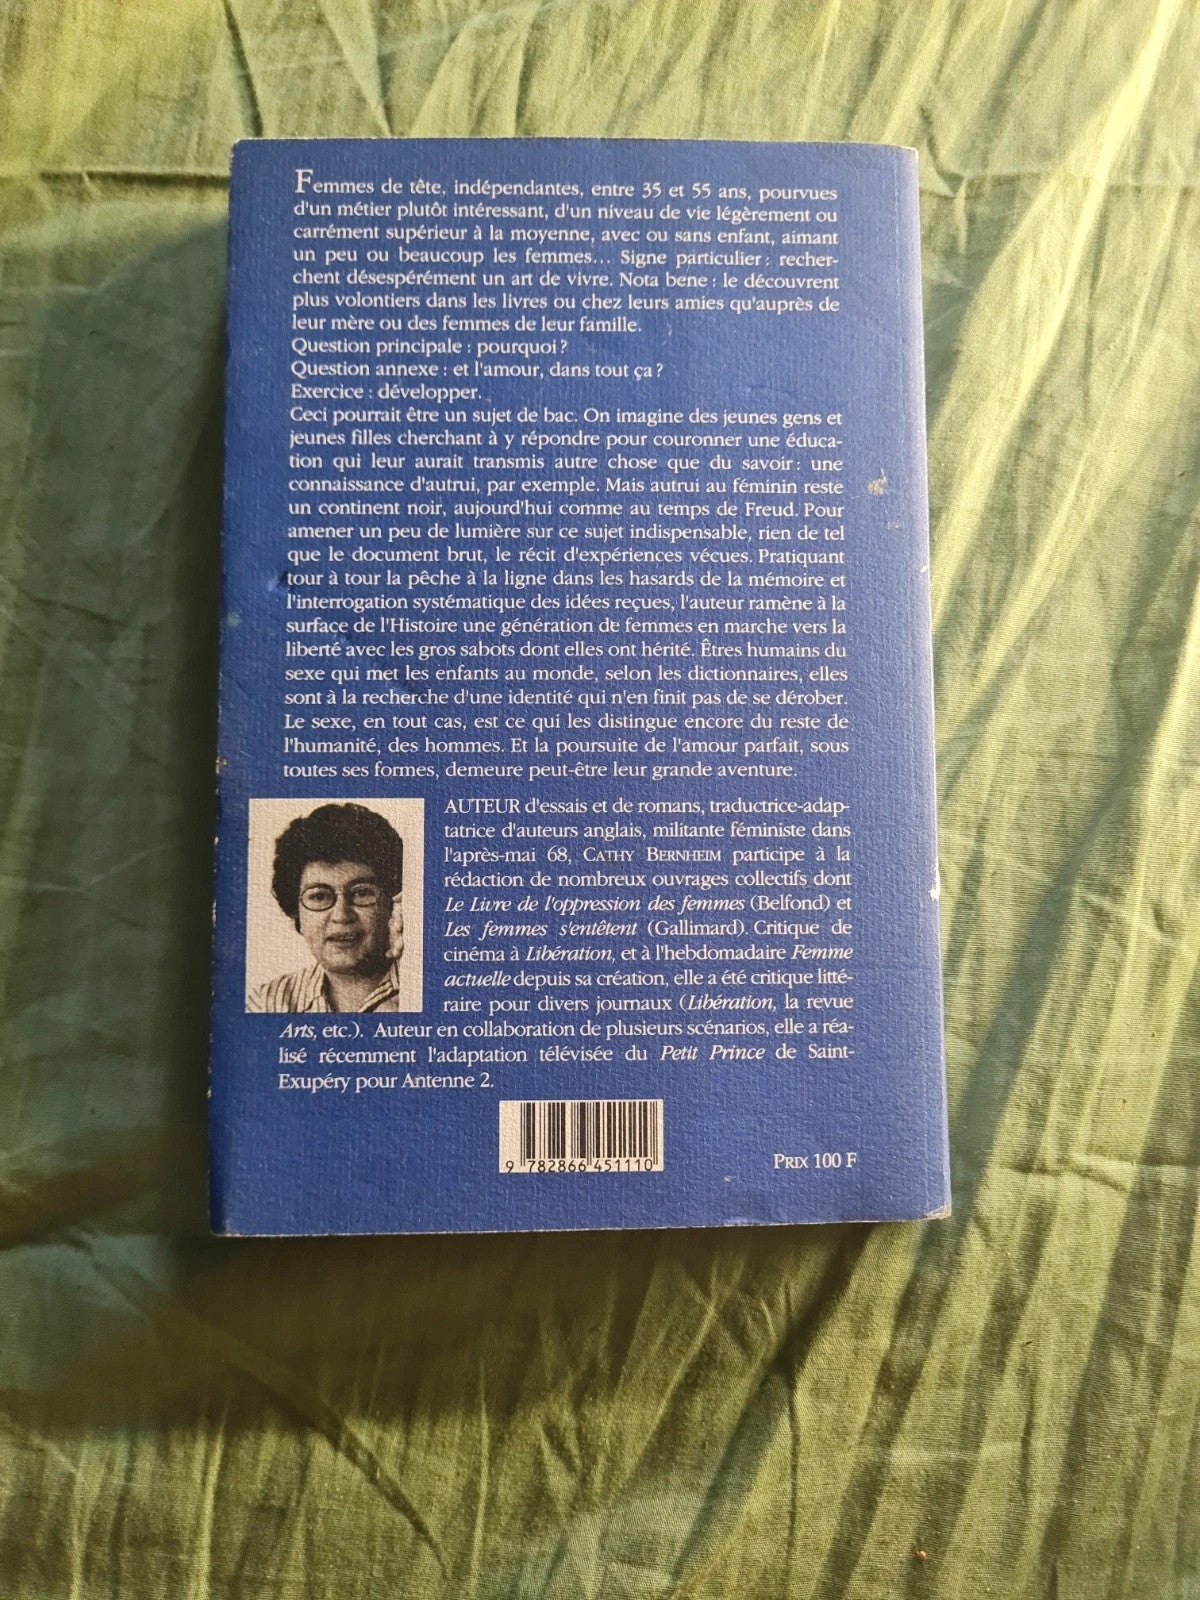 Femmes de tête, indépendantes, entre 35 et 55 ans, pourvues
d'un métier plutôt intéressant, d'un niveau de vie légèrement ou
carrément supérieur à la moyenne, avec ou sans enfant, aimant
un peu ou beaucoup les femmes... Signe particulier : recher-
chent désespérément un art de vivre. Nota bene : le découvrent
plus volontiers dans les livres ou chez leurs amies qu'auprès de
leur mère ou des femmes de leur famille.
Question principale : pourquoi ?
Question annexe : et l'amour, dans tout ça ?
Exercice : développer.
Ceci pourrait être un sujet de bac. On imagine des jeunes gens et
jeunes filles cherchant à y répondre pour couronner une éduca-
tion qui leur aurait transmis autre chose que du savoir : une
connaissance d'autrui, par exemple. Mais autrui au féminin reste
un continent noir, aujourd'hui comme au temps de Freud. Pour
amener un peu de lumière sur ce sujet indispensable, rien de tel
que le document brut, le récit d'expériences vécues. Pratiquant
tour à tour la pêche à la ligne dans les hasards de la mémoire et
l'interrogation systématique des idées reçues, l'auteur ramène à la
surface de l'Histoire une génération de femmes en marche vers la
liberté avec les gros sabots dont elles ont hérité. Êtres humains du
sexe qui met les enfants au monde, selon les dictionnaires, elles
sont à la recherche d'une identité qui n'en finit pas de se dérober.
Le sexe, en tout cas, est ce qui les distingue encore du reste de
l'humanité, des hommes. Et la poursuite de l'amour parfait, sous
toutes ses formes, demeure peut-être leur grande aventure.
AUTEUR d'essais et de romans, traductrice-adap-
tatrice d'auteurs anglais, militante féministe dans
l'après-mai 68, CATHY BERNHEIM participe à la
rédaction de nombreux ouvrages collectifs dont
Le Livre de l'oppression des femmes (Belfond) et
Les femmes s'entêtent (Gallimard). Critique de
cinéma à Libération, et à l'hebdomadaire Femme
actuelle depuis sa création, elle a été critique litté-
raire pour divers journaux (Libération, la revue
Arts, etc.). Auteur en collaboration de plusieurs scénarios, elle a réa-
lisé récemment l'adaptation télévisée du Petit Prince de Saint-
Exupéry pour Antenne 2.
9 782866 451110
PRIX 100 F